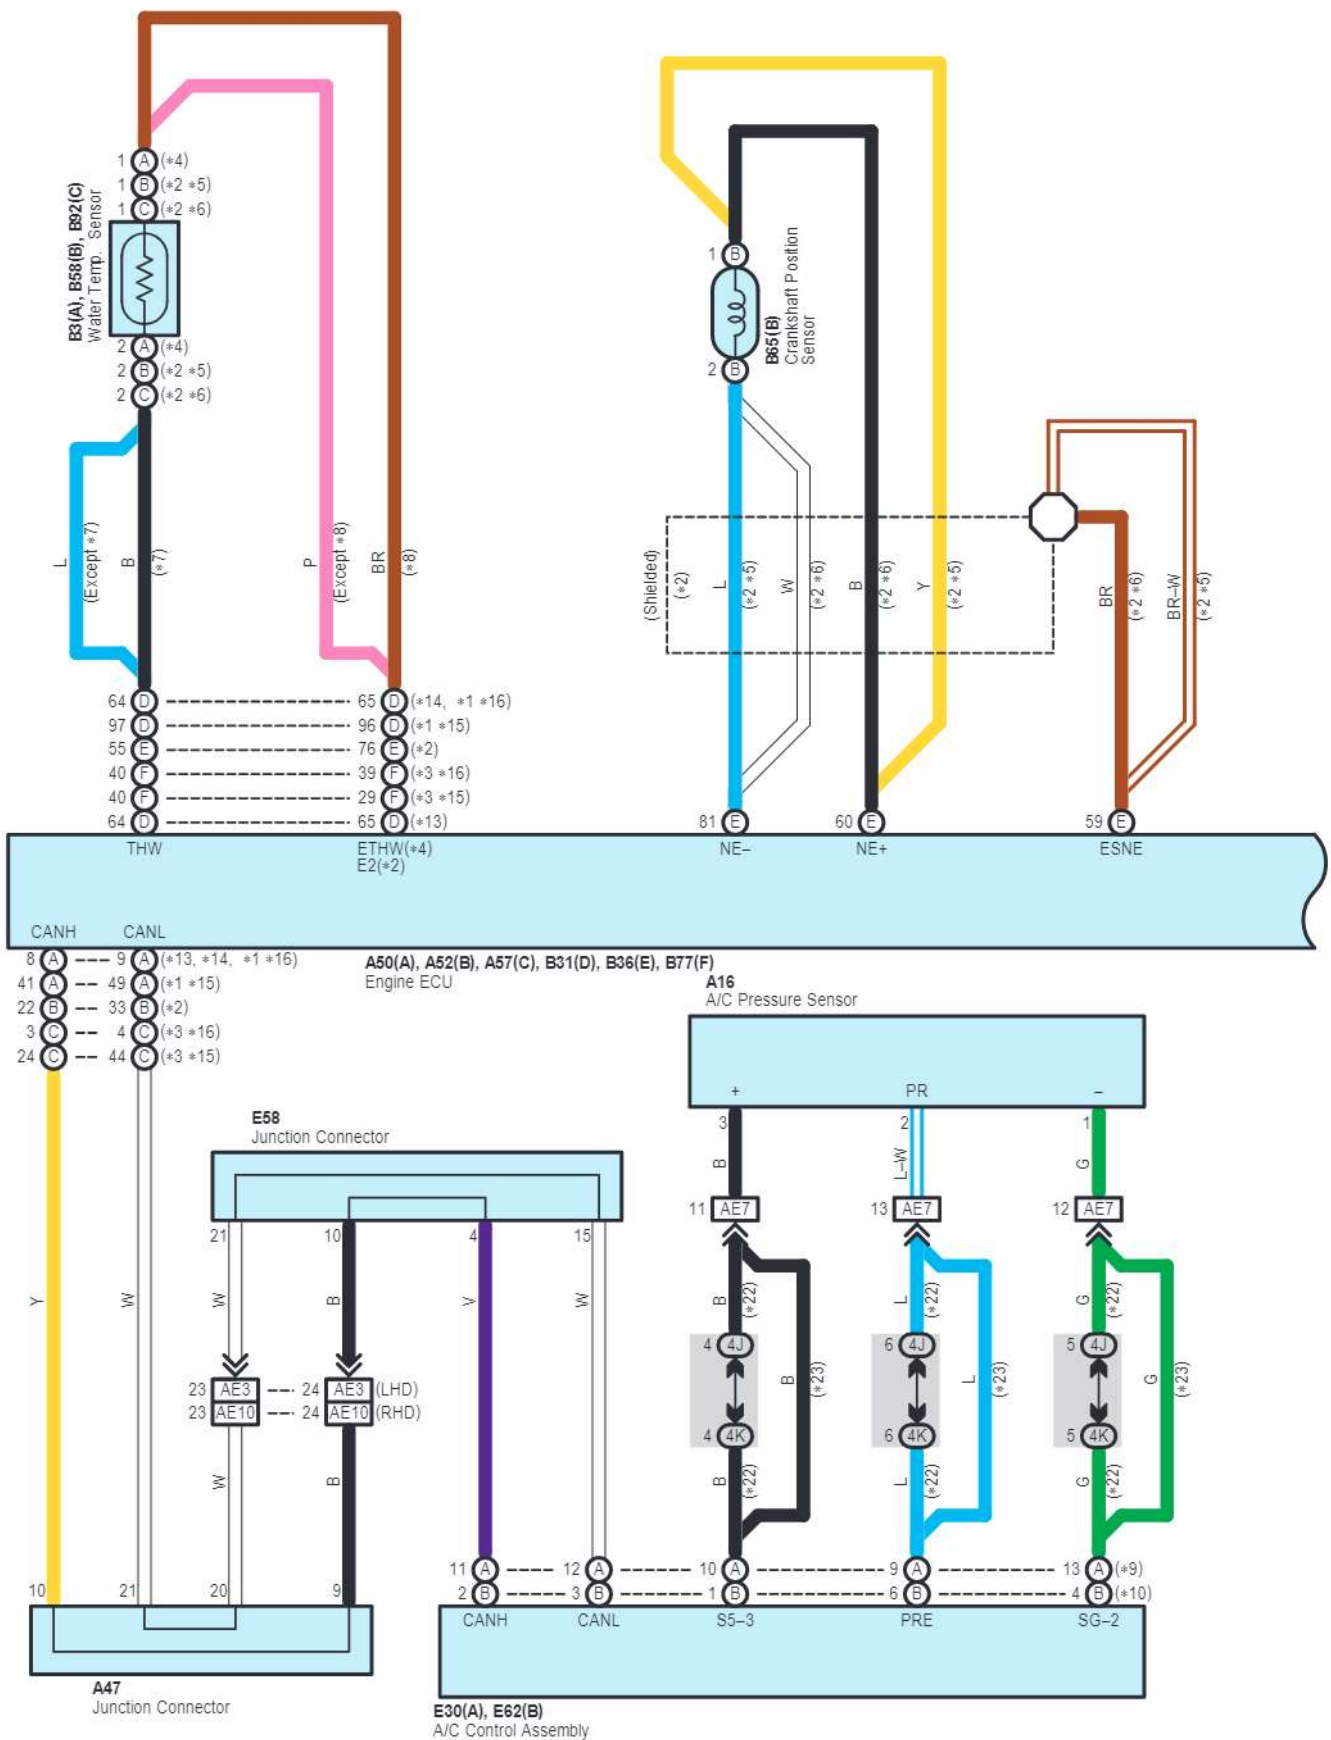 1 A (*4)
1 B (*2 *5)
1 C (*2 *6)
B3(A), B58(B), B92(C)
Water Temp. Sensor
2 A (*4)
2 B (*2 *5)
2 C (*2 *6)
1 B
B65(B)
Crankshaft Position
Sensor
2 B
L
(Except *7)
B
(*7)
P
(Except *8)
BR
(*8)
(Shielded)
(*2)
L
(*2 *5)
W
(*2 *6)
B
(*2 *6)
Y
(*2 *5)
BR
(*2 *6)
BR–W
(*2 *5)
64 D 65 D (*14, *1 *16)
97 D 96 D (*1 *15)
55 E 76 E (*2)
40 F 39 F (*3 *16)
40 F 29 F (*3 *15)
64 D 65 D (*13)
81 E 60 E 59 E
THW ETHW(*4) NE– NE+ ESNE
E2(*2)
CANH CANL
8 A 9 A (*13, *14, *1 *16)
41 A 49 A (*1 *15)
22 B 33 B (*2)
3 C 4 C (*3 *16)
24 C 44 C (*3 *15)
A50(A), A52(B), A57(C), B31(D), B36(E), B77(F)
Engine ECU
A16
A/C Pressure Sensor
+ PR –
3 2 1
B L–W G
11 AE7 13 AE7 12 AE7
E58
Junction Connector
21 10 4 15
Y W W B V W
B
(*22)
L
(*22)
G
(*22)
4 4J 6 4J 5 4J
B
(*23)
L
(*23)
G
(*23)
23 AE3 24 AE3 (LHD)
23 AE10 24 AE10 (RHD)
4 4K 6 4K 5 4K
W B
B
(*22)
L
(*22)
G
(*22)
11 A 12 A 10 A 9 A 13 A (*9)
2 B 3 B 1 B 6 B 4 B (*10)
10 21 20 9
CANH CANL S5–3 PRE SG–2
A47
Junction Connector
E30(A), E62(B)
A/C Control Assembly